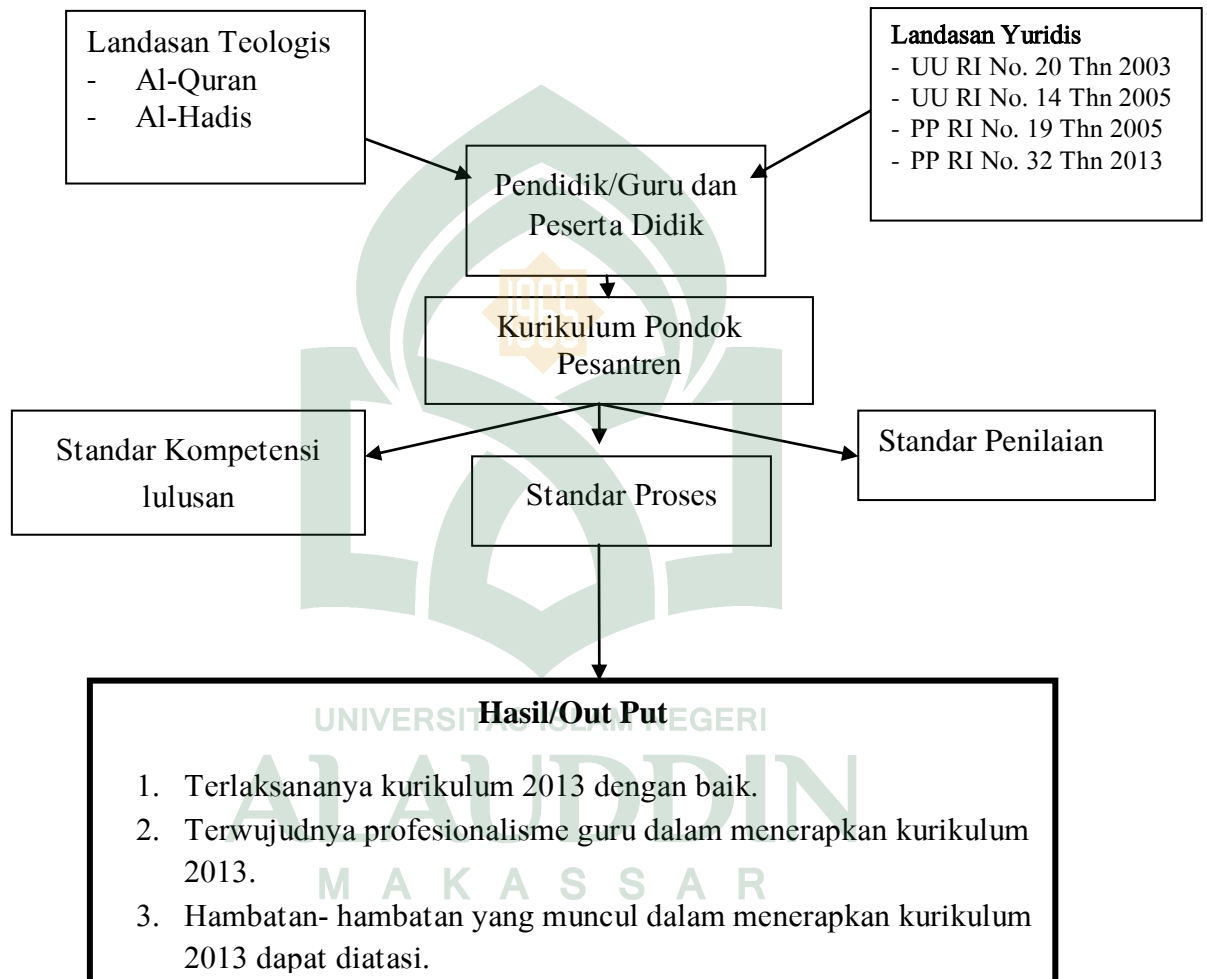 Landasan Teologis
- Al-Quran
- Al-Hadis
Landasan Yuridis
- UU RI No. 20 Thn 2003
- UU RI No. 14 Thn 2005
- PP RI No. 19 Thn 2005
- PP RI No. 32 Thn 2013
Pendidik/Guru dan
Peserta Didik
1965
Kurikulum Pondok
Pesantren
Standar Kompetensi
lulusan
Standar Proses
Standar Penilaian
Hasil/Out Put
UNIVERSITAS ISLAM NEGERI
1. Terlaksananya kurikulum 2013 dengan baik.
ALAUDDIN
2. Terwujudnya profesionalisme guru dalam menerapkan kurikulum
2013.
MAKASSAR
3. Hambatan- hambatan yang muncul dalam menerapkan kurikulum
2013 dapat diatasi.